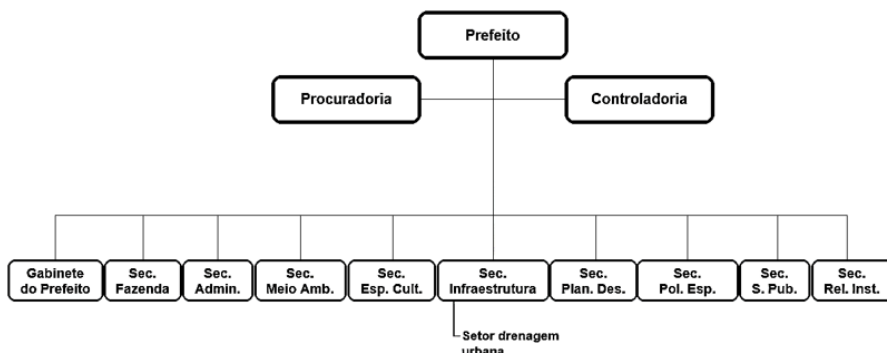 Prefeito
Procuradoria
Controladoria
Gabinete
do Prefeito
Sec.
Fazenda
Sec.
Admin.
Sec.
Meio Amb.
Sec.
Esp. Cult.
Sec.
Infraestrutura
Sec.
Plan. Des.
Sec.
Pol. Esp.
Sec.
S. Pub.
Sec.
Rel. Inst.
Setor drenagem
urbana